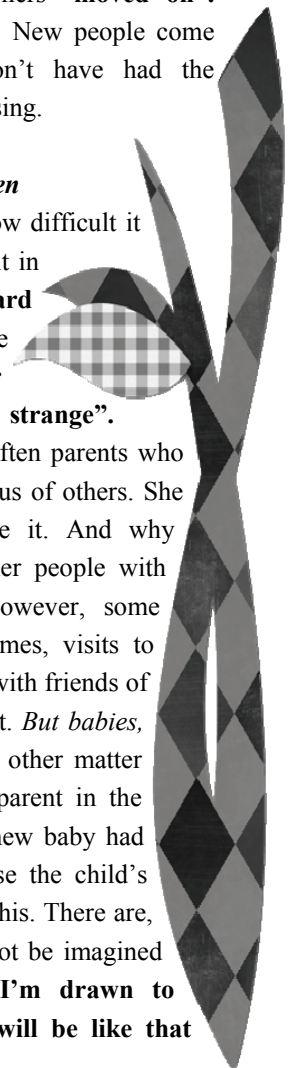 “moved on”.
New people come
on’t have had the
sing.
en
ow difficult it
t in
ard
e
strange”.
ften parents who
us of others. She
e it. And why
er people with
owever, some
mes, visits to
with friends of
t. But babies,
other matter
parent in the
new baby had
se the child’s
his. There are,
ot be imagined
I’m drawn to
will be like that